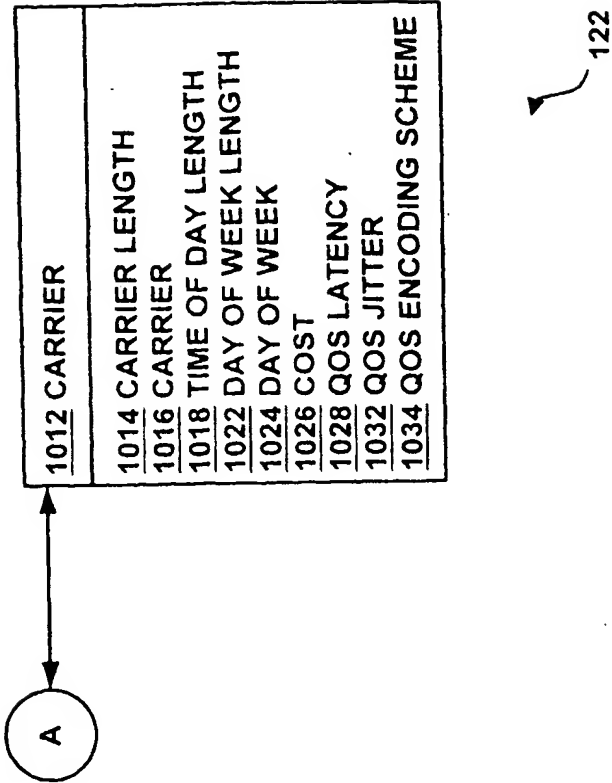 A
1012 CARRIER
1014 CARRIER LENGTH
1016 CARRIER
1018 TIME OF DAY LENGTH
1022 DAY OF WEEK LENGTH
1024 DAY OF WEEK
1026 COST
1028 QOS LATENCY
1032 QOS JITTER
1034 QOS ENCODING SCHEME
122